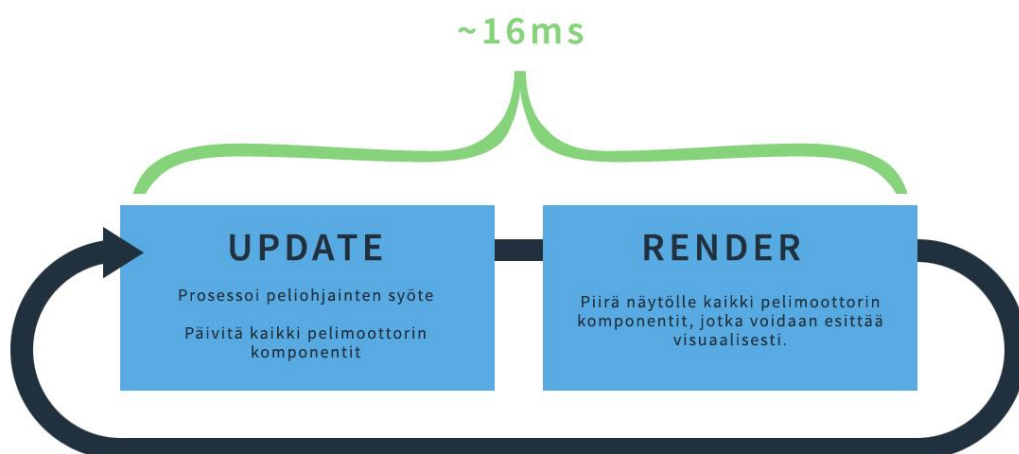 ~16ms
UPDATE
Prosessoi peliohjainten syöte
Päivitä kaikki pelimoottorin
komponentit
RENDER
Piirä näytölle kaikki pelimoottorin
komponentit, jotka voidaan esittää
visuaalisesti.